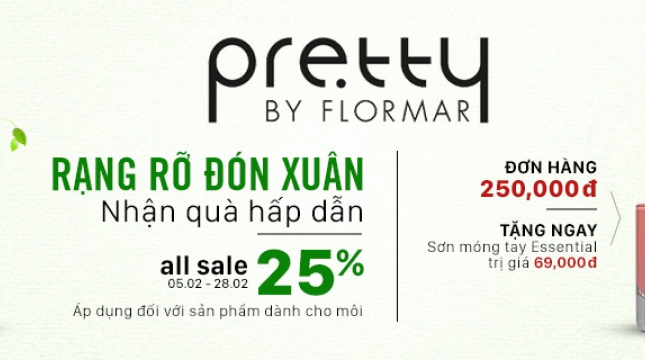 pretty
BY FLORMAR
RẠNG RỠ ĐÓN XUÂN
Nhận quà hấp dẫn
all sale 25%
05.02 - 28.02
Áp dụng đối với sản phẩm dành cho môi
ĐƠN HÀNG
250,000đ
TẶNG NGAY
Sơn móng tay Essential
trị giá 69,000đ